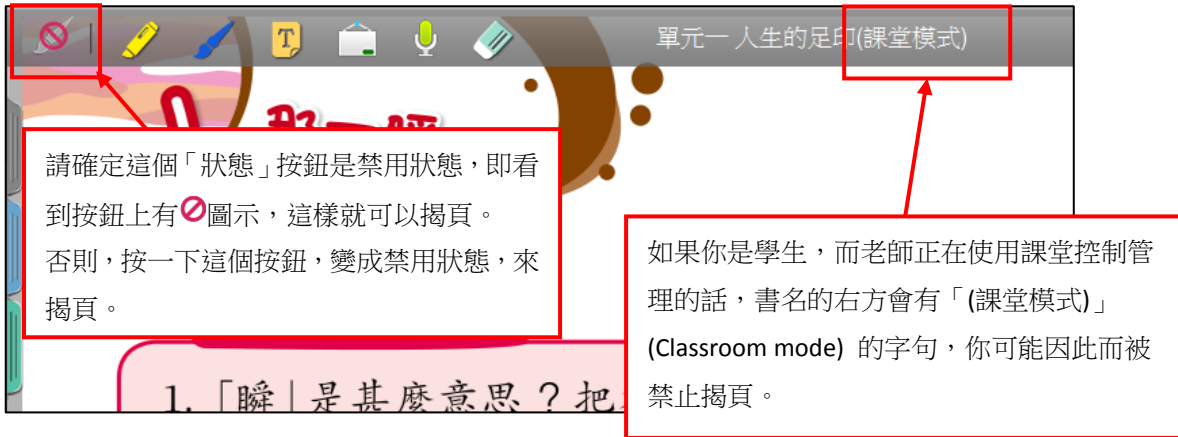 單元一 人生的足印(課堂模式)
請確定這個「狀態」按鈕是禁用狀態，即看
到按鈕上有圖示，這樣就可以揭頁。
否則，按一下這個按鈕，變成禁用狀態，來
揭頁。
如果你是學生，而老師正在使用課堂控制管
理的話，書名的右方會有「(課堂模式)」
(Classroom mode) 的字句，你可能因此而被
禁止揭頁。
1.「瞬」是甚麼意思？把